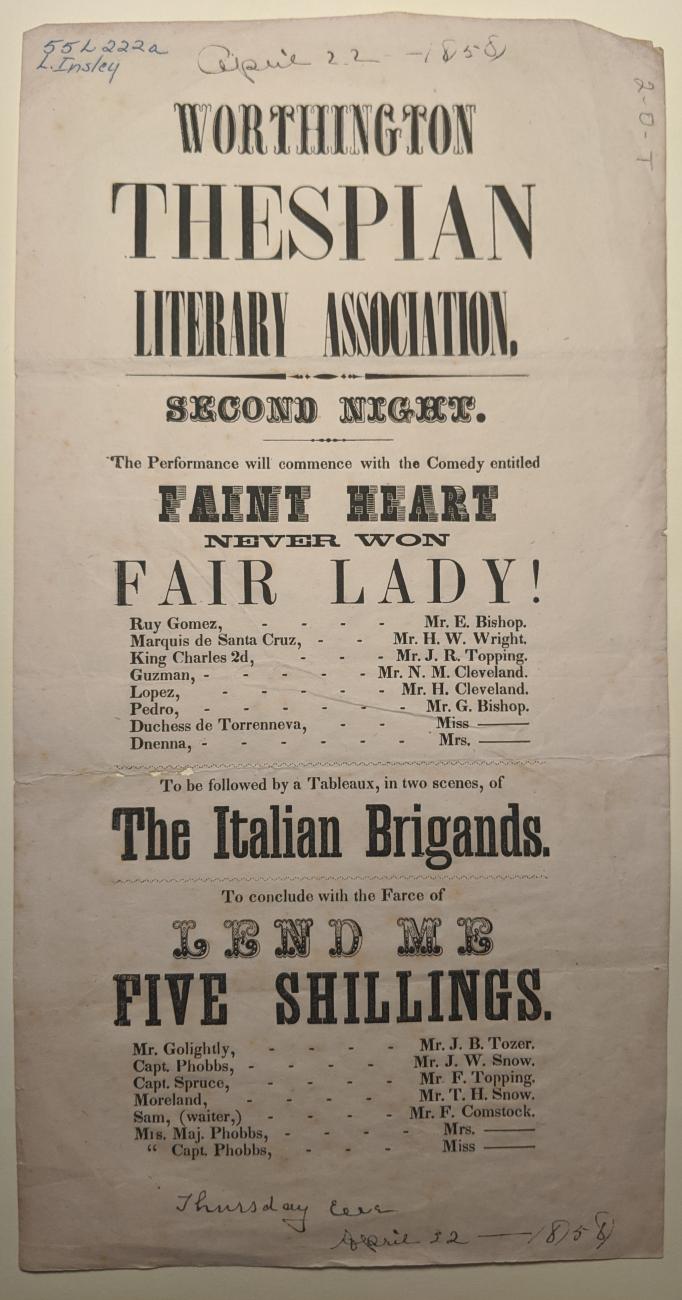 55L222a
L. Insley
April 22 — 1858
2-0-T
WORTHINGTON
THESPIAN
LITERARY ASSOCIATION.
SECOND NIGHT.
The Performance will commence with the Comedy entitled
FAINT HEART
NEVER WON
FAIR LADY!
Ruy Gomez, - - - - Mr. E. Bishop.
Marquis de Santa Cruz, - - Mr. H. W. Wright.
King Charles 2d, - - - Mr. J. R. Topping.
Guzman, - - - - - Mr. N. M. Cleveland.
Lopez, - - - - - Mr. H. Cleveland.
Pedro, - - - - - - Mr. G. Bishop.
Duchess de Torrenneva, - - Miss ———
Dnenna, - - - - - - Mrs. ———
To be followed by a Tableaux, in two scenes, of
The Italian Brigands.
To conclude with the Farce of
LEND ME
FIVE SHILLINGS.
Mr. Golightly, - - - - Mr. J. B. Tozer.
Capt. Phobbs, - - - - Mr. J. W. Snow.
Capt. Spruce, - - - - Mr F. Topping.
Moreland, - - - - - Mr. T. H. Snow.
Sam, (waiter,) - - - - Mr. F. Comstock.
Mis. Maj. Phobbs, - - - - Mrs. ———
“ Capt. Phobbs, - - - Miss ———
Thursday Eve
April 22 — 1858